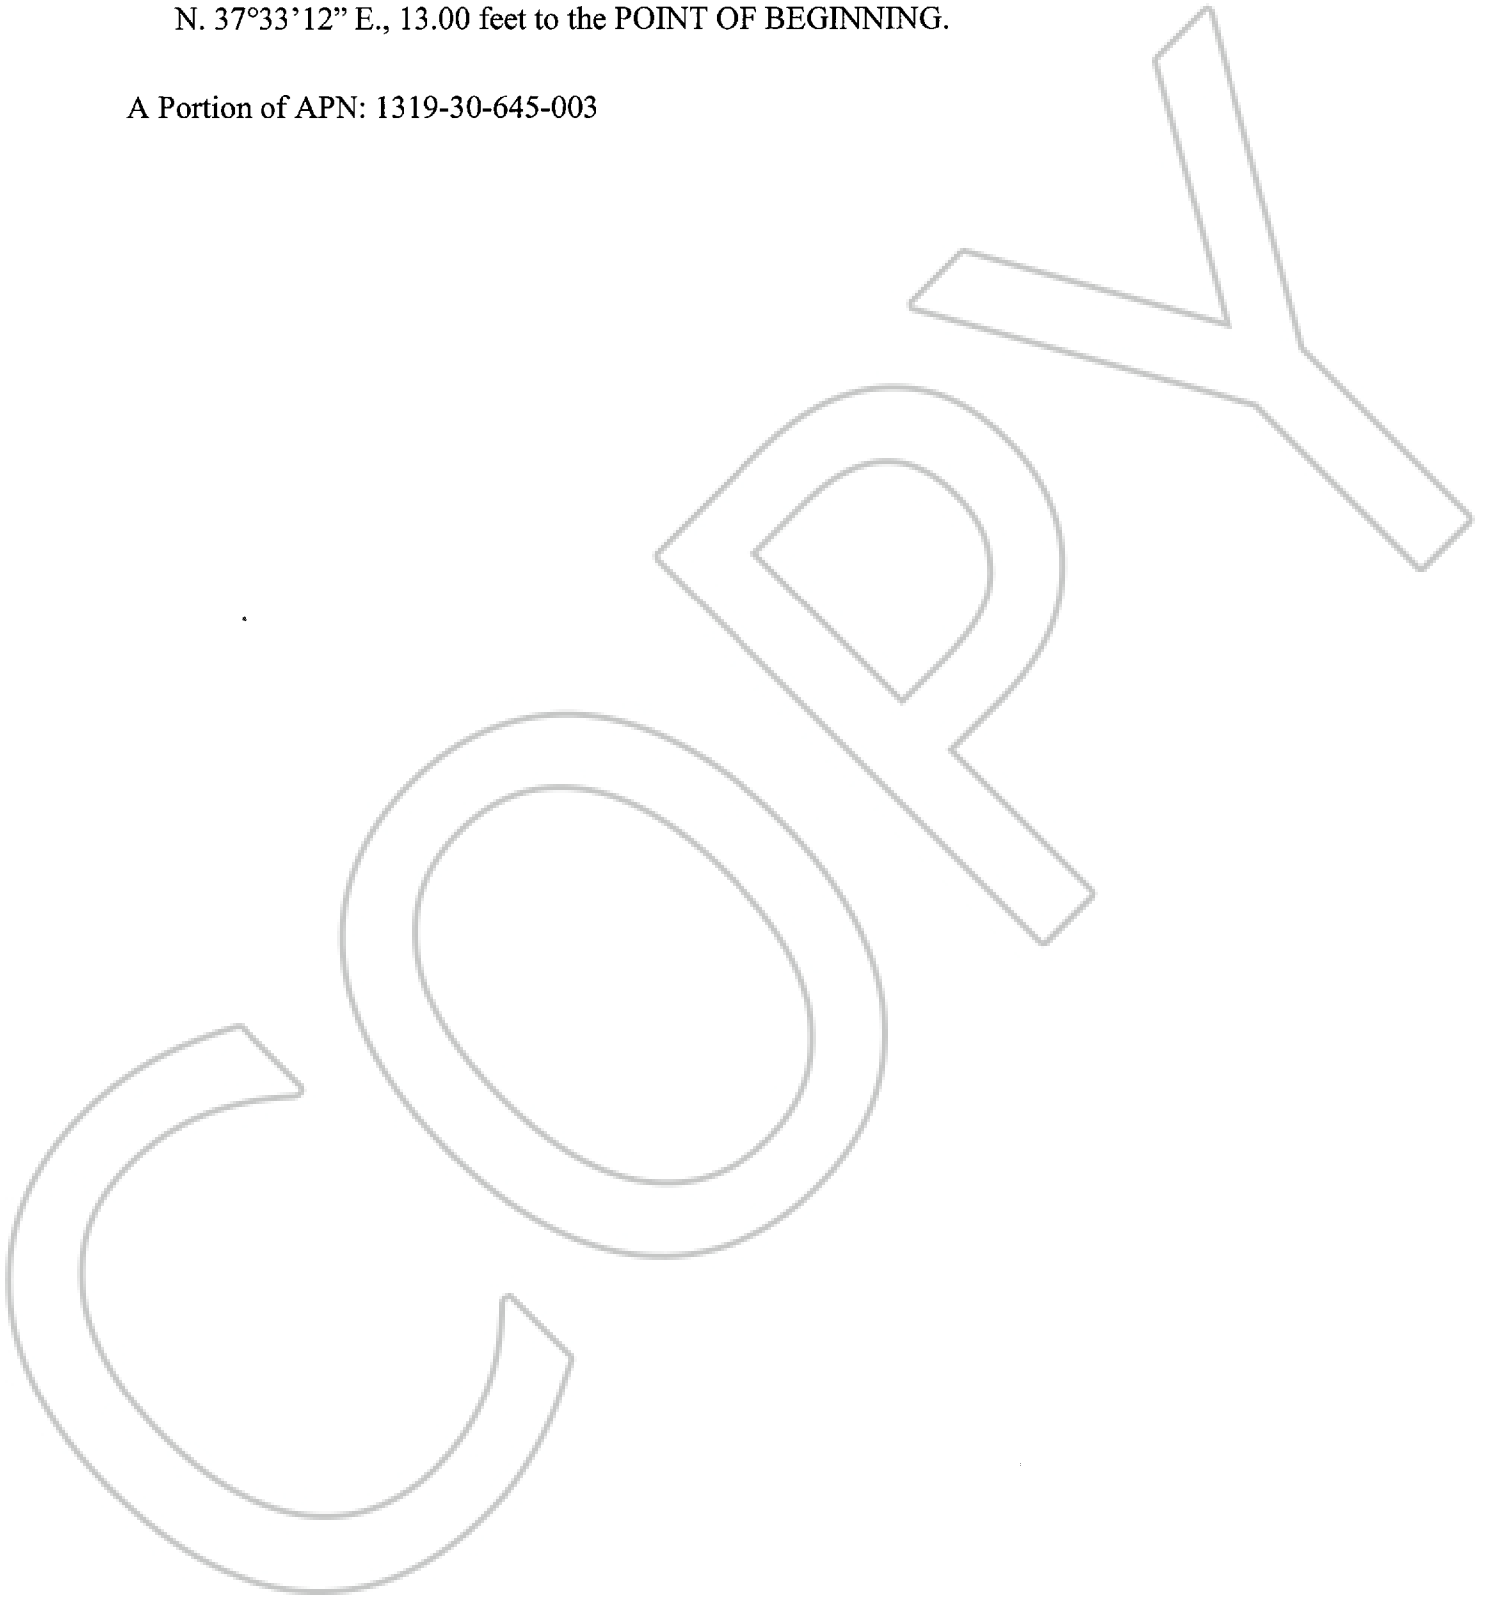 N. 37°33’12” E., 13.00 feet to the POINT OF BEGINNING.
A Portion of APN: 1319-30-645-003
COPY